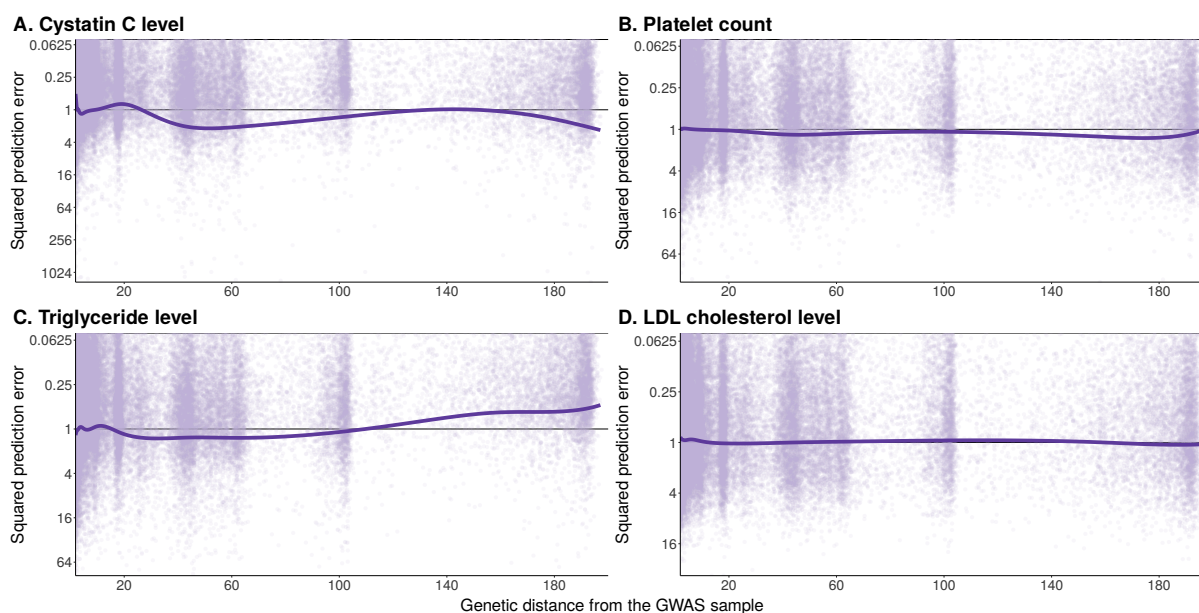 A. Cystatin C level
B. Platelet count
Squared prediction error
0.0625
0.25
1
4
16
64
256
1024
20 60 100 140 180
Squared prediction error
0.0625
0.25
1
4
16
64
20 60 100 140 180
C. Triglyceride level
D. LDL cholesterol level
Squared prediction error
0.0625
0.25
1
4
16
64
20 60 100 140 180
Squared prediction error
0.0625
0.25
1
4
16
20 60 100 140 180
Genetic distance from the GWAS sample